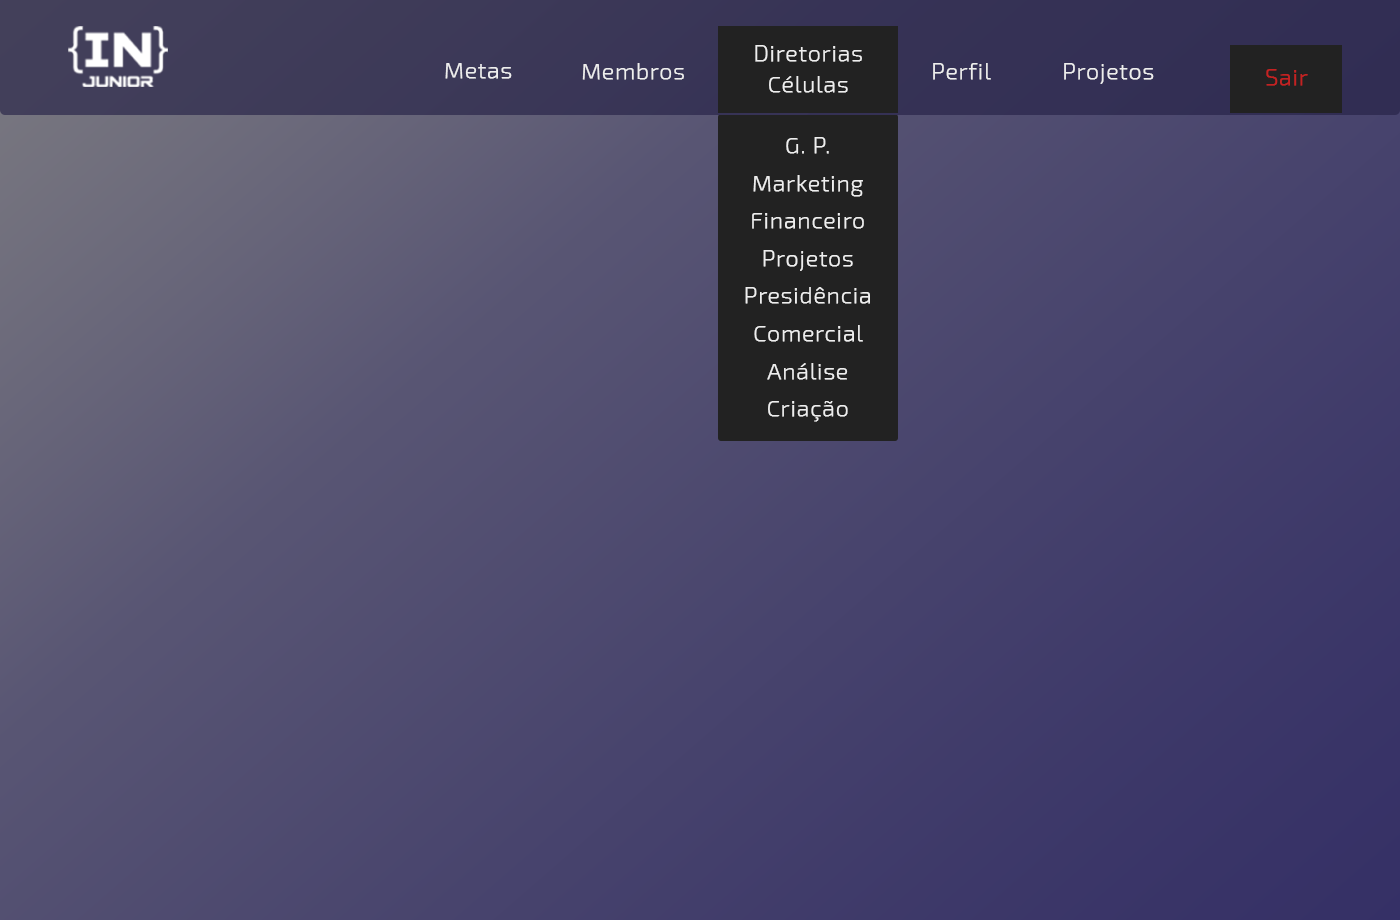 {IN}
JUNIOR
Metas
Membros
Diretorias
Células
Perfil
Projetos
Sair
G. P.
Marketing
Financeiro
Projetos
Presidência
Comercial
Análise
Criação